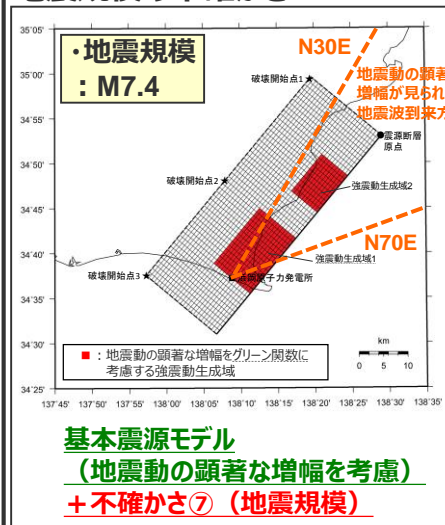 ・地震規模
：M7.4
N30E
地震動の顕著
増幅が見られ
地震波到来方
破壊開始点1
震源断層
原点
破壊開始点2
強震動生成域2
N70E
強震動生成域1
破壊開始点3
子力発電所
km
0 5 10
■：地震動の顕著な増幅をグリーン関数に
考慮する強震動生成域
35°05'
35°00'
34°55'
34°50'
34°45'
34°40'
34°35'
34°30'
34°25'
137°45' 137°50' 137°55' 138°00' 138°05' 138°10' 138°15' 138°20' 138°25' 138°30' 138°35'
基本震源モデル
（地震動の顕著な増幅を考慮）
＋不確かさ⑦（地震規模）